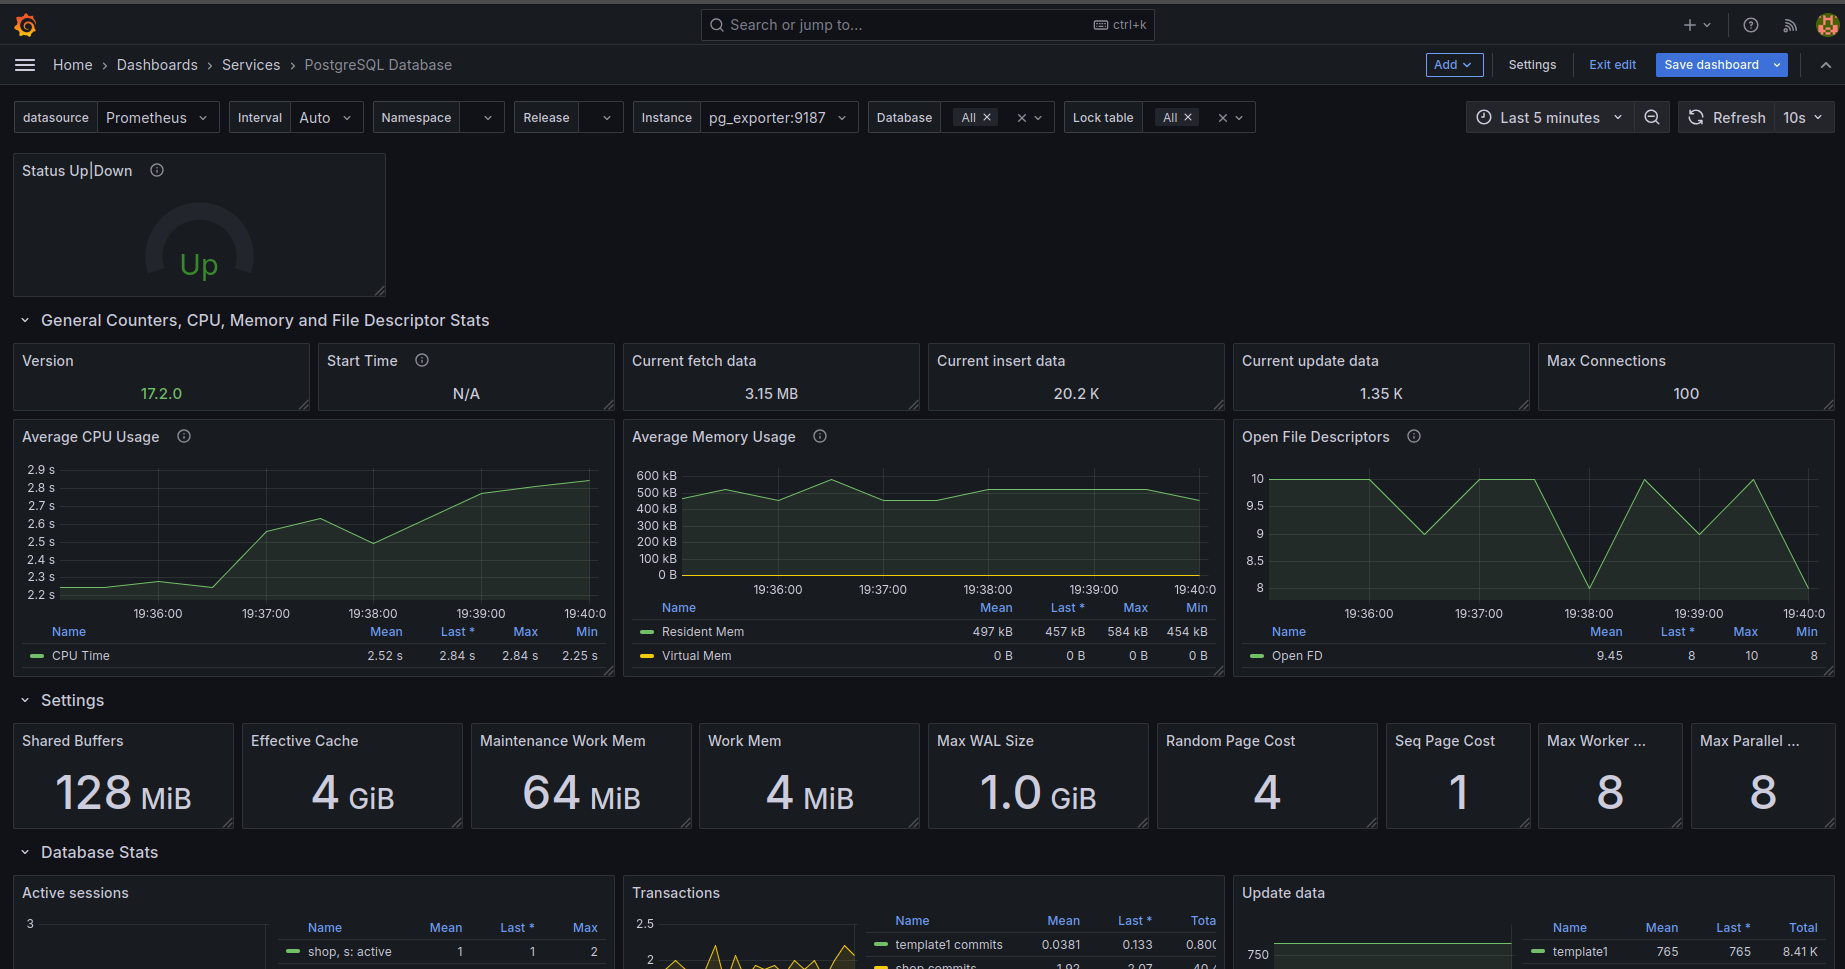 Search or jump to... ctrl+k
Home › Dashboards › Services › PostgreSQL Database
Add Settings Exit edit Save dashboard
datasource Prometheus Interval Auto Namespace Release Instance pg_exporter:9187 Database All Lock table All Last 5 minutes Refresh 10s
Status Up|Down
Up
General Counters, CPU, Memory and File Descriptor Stats
Version
17.2.0
Start Time
N/A
Current fetch data
3.15 MB
Current insert data
20.2 K
Current update data
1.35 K
Max Connections
100
Average CPU Usage
2.9 s
2.8 s
2.7 s
2.6 s
2.5 s
2.4 s
2.3 s
2.2 s
19:36:00 19:37:00 19:38:00 19:39:00 19:40:0
Name Mean Last * Max Min
CPU Time 2.52 s 2.84 s 2.84 s 2.25 s
Average Memory Usage
600 kB
500 kB
400 kB
300 kB
200 kB
100 kB
0 B
19:36:00 19:37:00 19:38:00 19:39:00 19:40:0
Name Mean Last * Max Min
Resident Mem 497 kB 457 kB 584 kB 454 kB
Virtual Mem 0 B 0 B 0 B 0 B
Open File Descriptors
10
9.5
9
8.5
8
19:36:00 19:37:00 19:38:00 19:39:00 19:40:0
Name Mean Last * Max Min
Open FD 9.45 8 10 8
Settings
Shared Buffers
128 MiB
Effective Cache
4 GiB
Maintenance Work Mem
64 MiB
Work Mem
4 MiB
Max WAL Size
1.0 GiB
Random Page Cost
4
Seq Page Cost
1
Max Worker ...
8
Max Parallel ...
8
Database Stats
Active sessions
3
Name Mean Last * Max
shop, s: active 1 1 2
Transactions
2.5
2
Name Mean Last * Tota
template1 commits 0.0381 0.133 0.800
shop commits 1.92 2.07 40.4
Update data
750
Name Mean Last * Total
template1 765 765 8.41 K